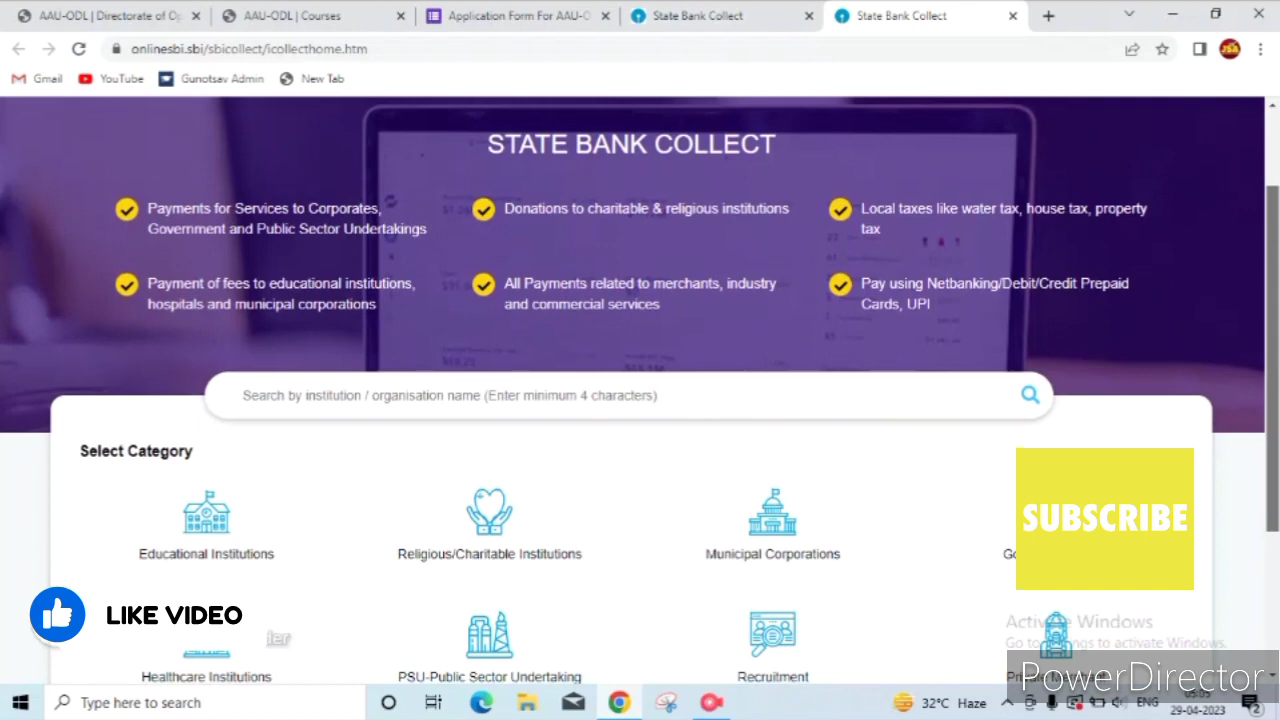 AAU-ODL | Directorate of Op
AAU-ODL | Courses
Application Form For AAU-O
State Bank Collect
State Bank Collect
onlinesbi.sbi/sbicollect/icollecthome.htm
Gmail
YouTube
Gunotsav Admin
New Tab
STATE BANK COLLECT
Payments for Services to Corporates,
Government and Public Sector Undertakings
Donations to charitable & religious institutions
Local taxes like water tax, house tax, property
tax
Payment of fees to educational institutions,
hospitals and municipal corporations
All Payments related to merchants, industry
and commercial services
Pay using Netbanking/Debit/Credit Prepaid
Cards, UPI
Search by institution / organisation name (Enter minimum 4 characters)
Select Category
Educational Institutions
Religious/Charitable Institutions
Municipal Corporations
SUBSCRIBE
LIKE VIDEO
Activate Windows
Healthcare Institutions
PSU-Public Sector Undertaking
Recruitment
PowerDirector
Type here to search
32°C Haze
ENG
29-04-2023